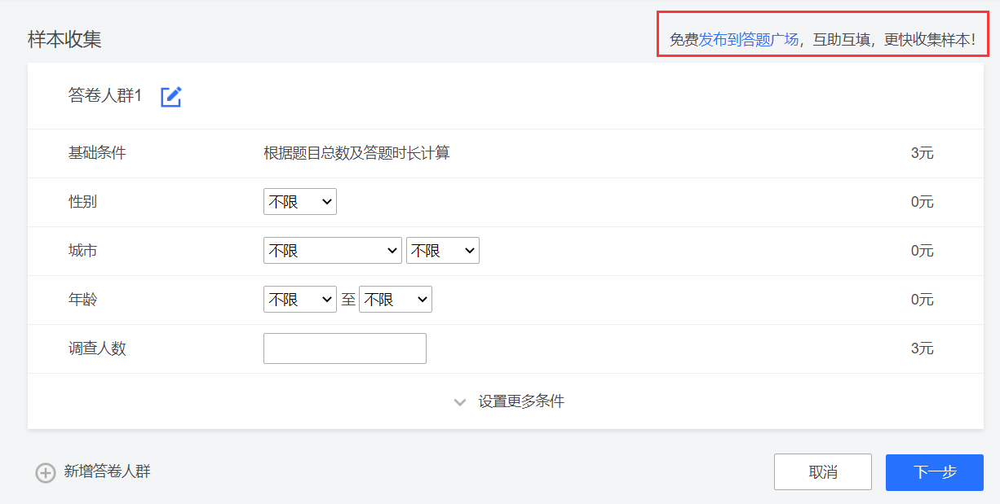 样本收集
免费发布到答题广场，互助互填，更快收集样本！
答卷人群1
基础条件 根据题目总数及答题时长计算 3元
性别 不限 0元
城市 不限 不限 0元
年龄 不限 至 不限 0元
调查人数 3元
设置更多条件
新增答卷人群 取消 下一步